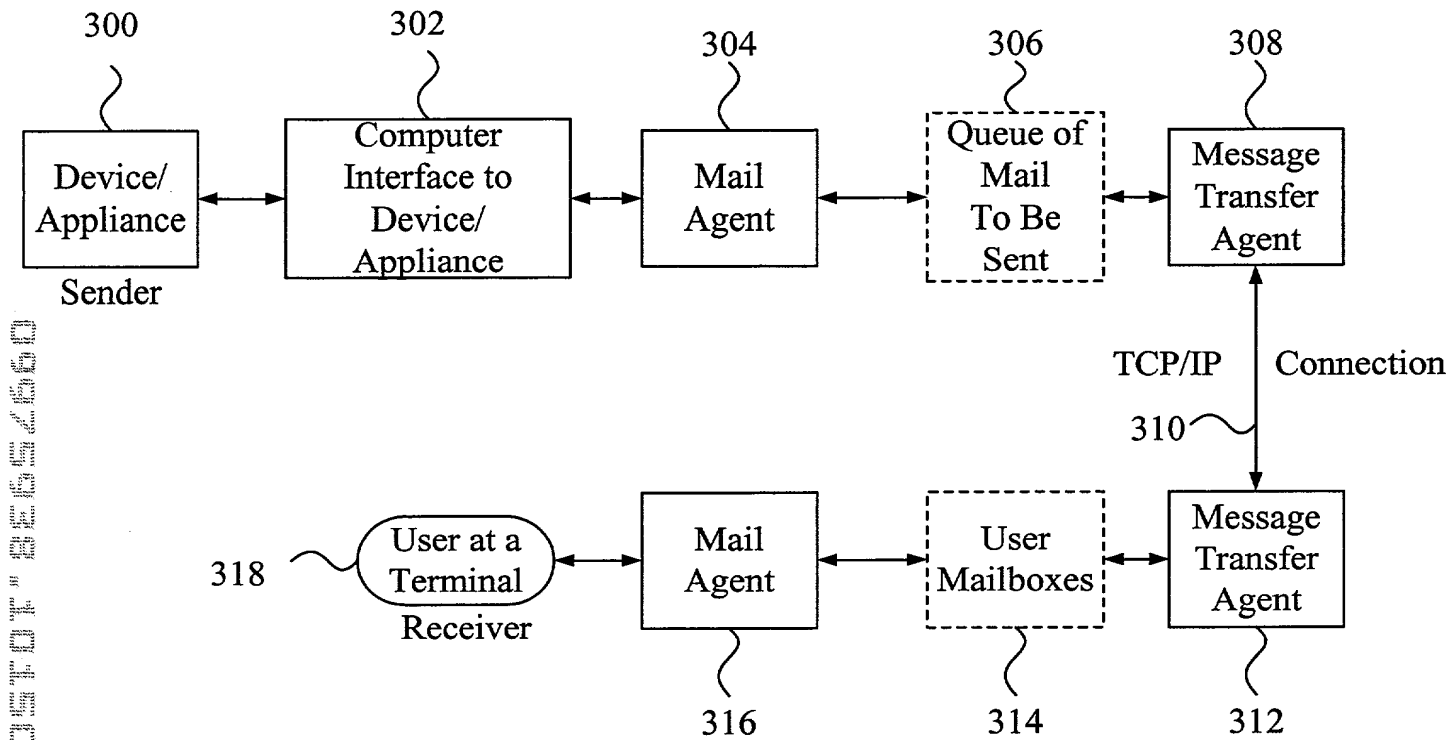 300
302
304
306
308
Device/
Appliance
Computer
Interface to
Device/
Appliance
Mail
Agent
Queue of
Mail
To Be
Sent
Message
Transfer
Agent
Sender
TCP/IP Connection
310
318
User at a
Terminal
Receiver
Mail
Agent
User
Mailboxes
Message
Transfer
Agent
316
314
312